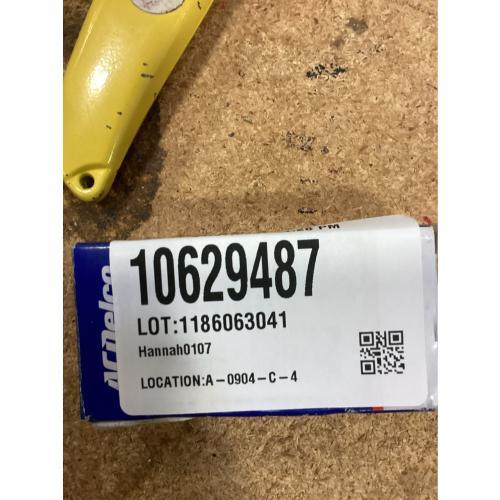 10629487
LOT:1186063041
Hannah0107
LOCATION:A-0904-C-4
ACDelco